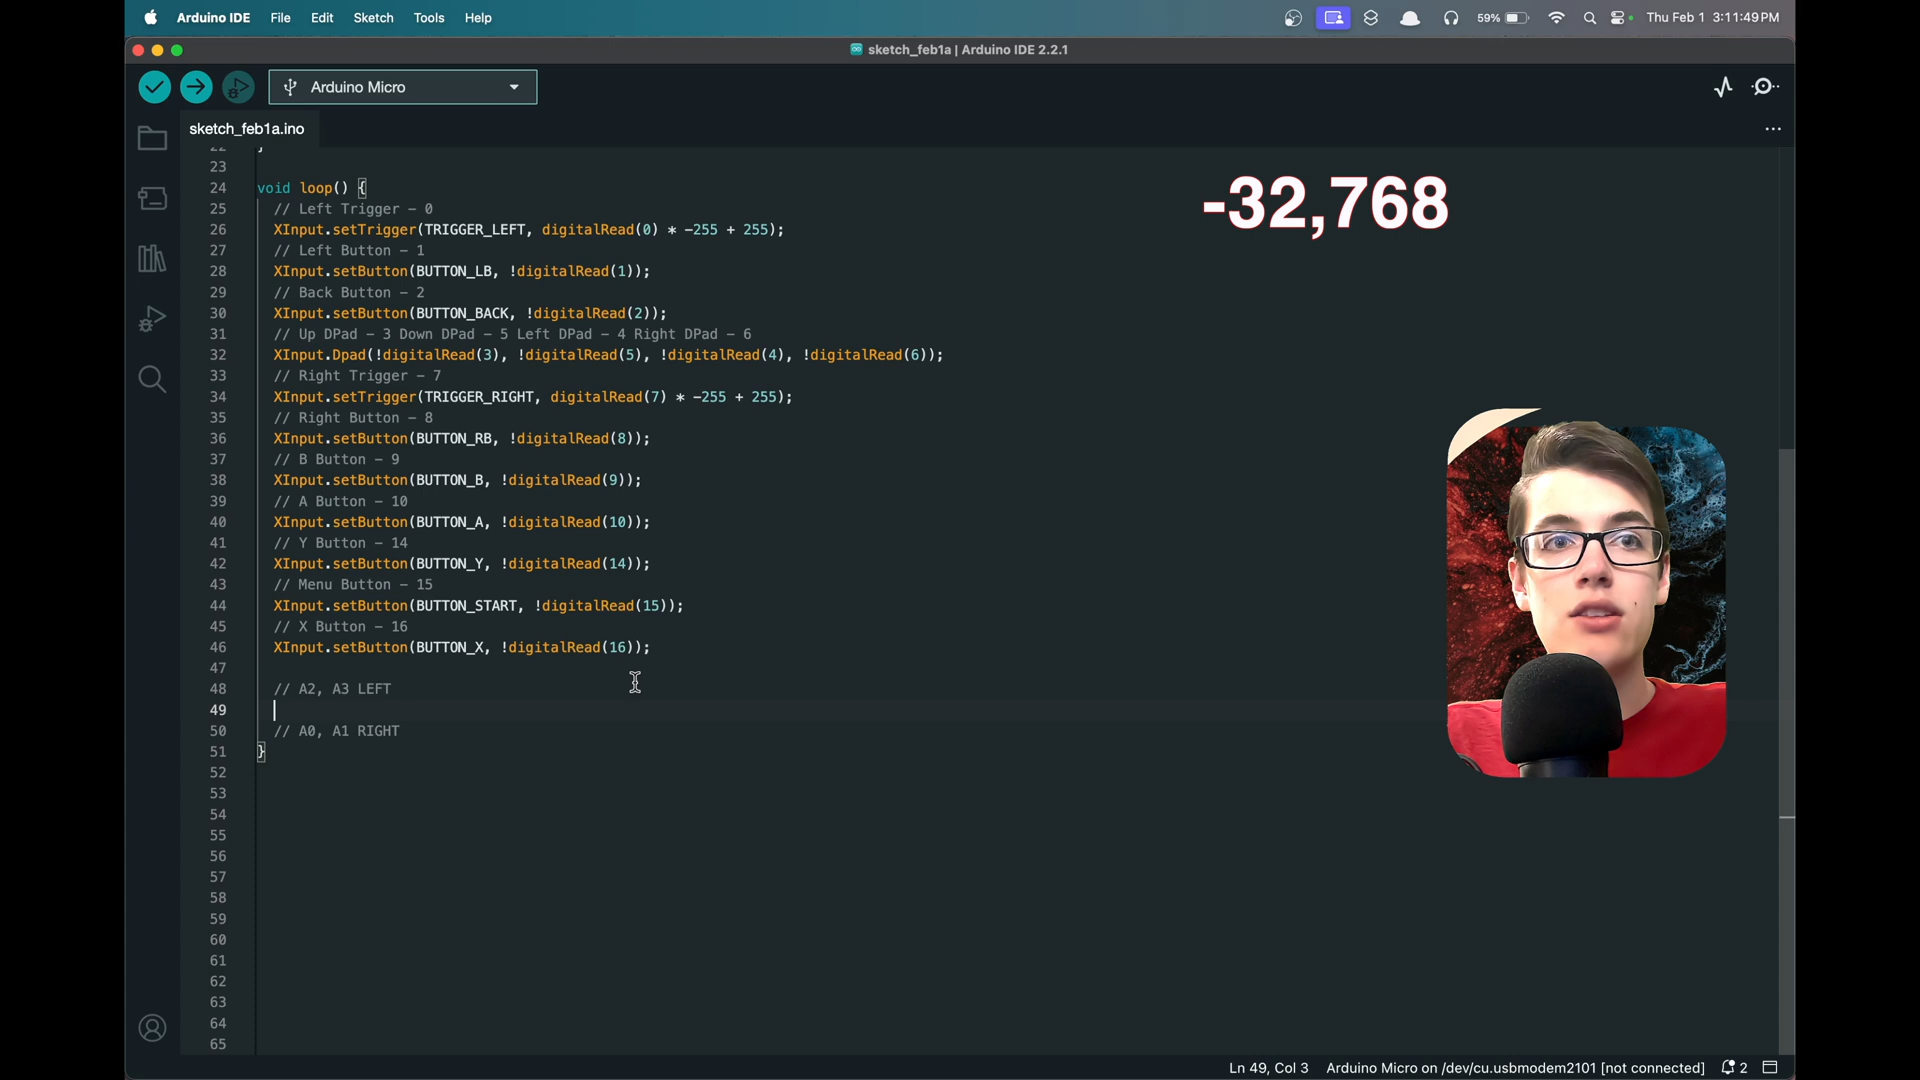 Arduino IDE File Edit Sketch Tools Help 59% Thu Feb 1 3:11:49 PM
sketch_feb1a | Arduino IDE 2.2.1
Arduino Micro
sketch_feb1a.ino
22 }
23
24 void loop() {
25 // Left Trigger - 0
26 XInput.setTrigger(TRIGGER_LEFT, digitalRead(0) * -255 + 255);
27 // Left Button - 1
28 XInput.setButton(BUTTON_LB, !digitalRead(1));
29 // Back Button - 2
30 XInput.setButton(BUTTON_BACK, !digitalRead(2));
31 // Up DPad - 3 Down DPad - 5 Left DPad - 4 Right DPad - 6
32 XInput.Dpad(!digitalRead(3), !digitalRead(5), !digitalRead(4), !digitalRead(6));
33 // Right Trigger - 7
34 XInput.setTrigger(TRIGGER_RIGHT, digitalRead(7) * -255 + 255);
35 // Right Button - 8
36 XInput.setButton(BUTTON_RB, !digitalRead(8));
37 // B Button - 9
38 XInput.setButton(BUTTON_B, !digitalRead(9));
39 // A Button - 10
40 XInput.setButton(BUTTON_A, !digitalRead(10));
41 // Y Button - 14
42 XInput.setButton(BUTTON_Y, !digitalRead(14));
43 // Menu Button - 15
44 XInput.setButton(BUTTON_START, !digitalRead(15));
45 // X Button - 16
46 XInput.setButton(BUTTON_X, !digitalRead(16));
47
48 // A2, A3 LEFT
49
50 // A0, A1 RIGHT
51 }
52
53
54
55
56
57
58
59
60
61
62
63
64
65
-32,768
Ln 49, Col 3 Arduino Micro on /dev/cu.usbmodem2101 [not connected] 2